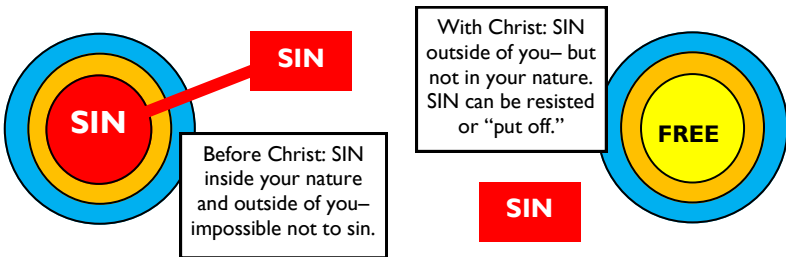 SIN
SIN
Before Christ: SIN
inside your nature
and outside of you–
impossible not to sin.
With Christ: SIN
outside of you– but
not in your nature.
SIN can be resisted
or “put off.”
FREE
SIN